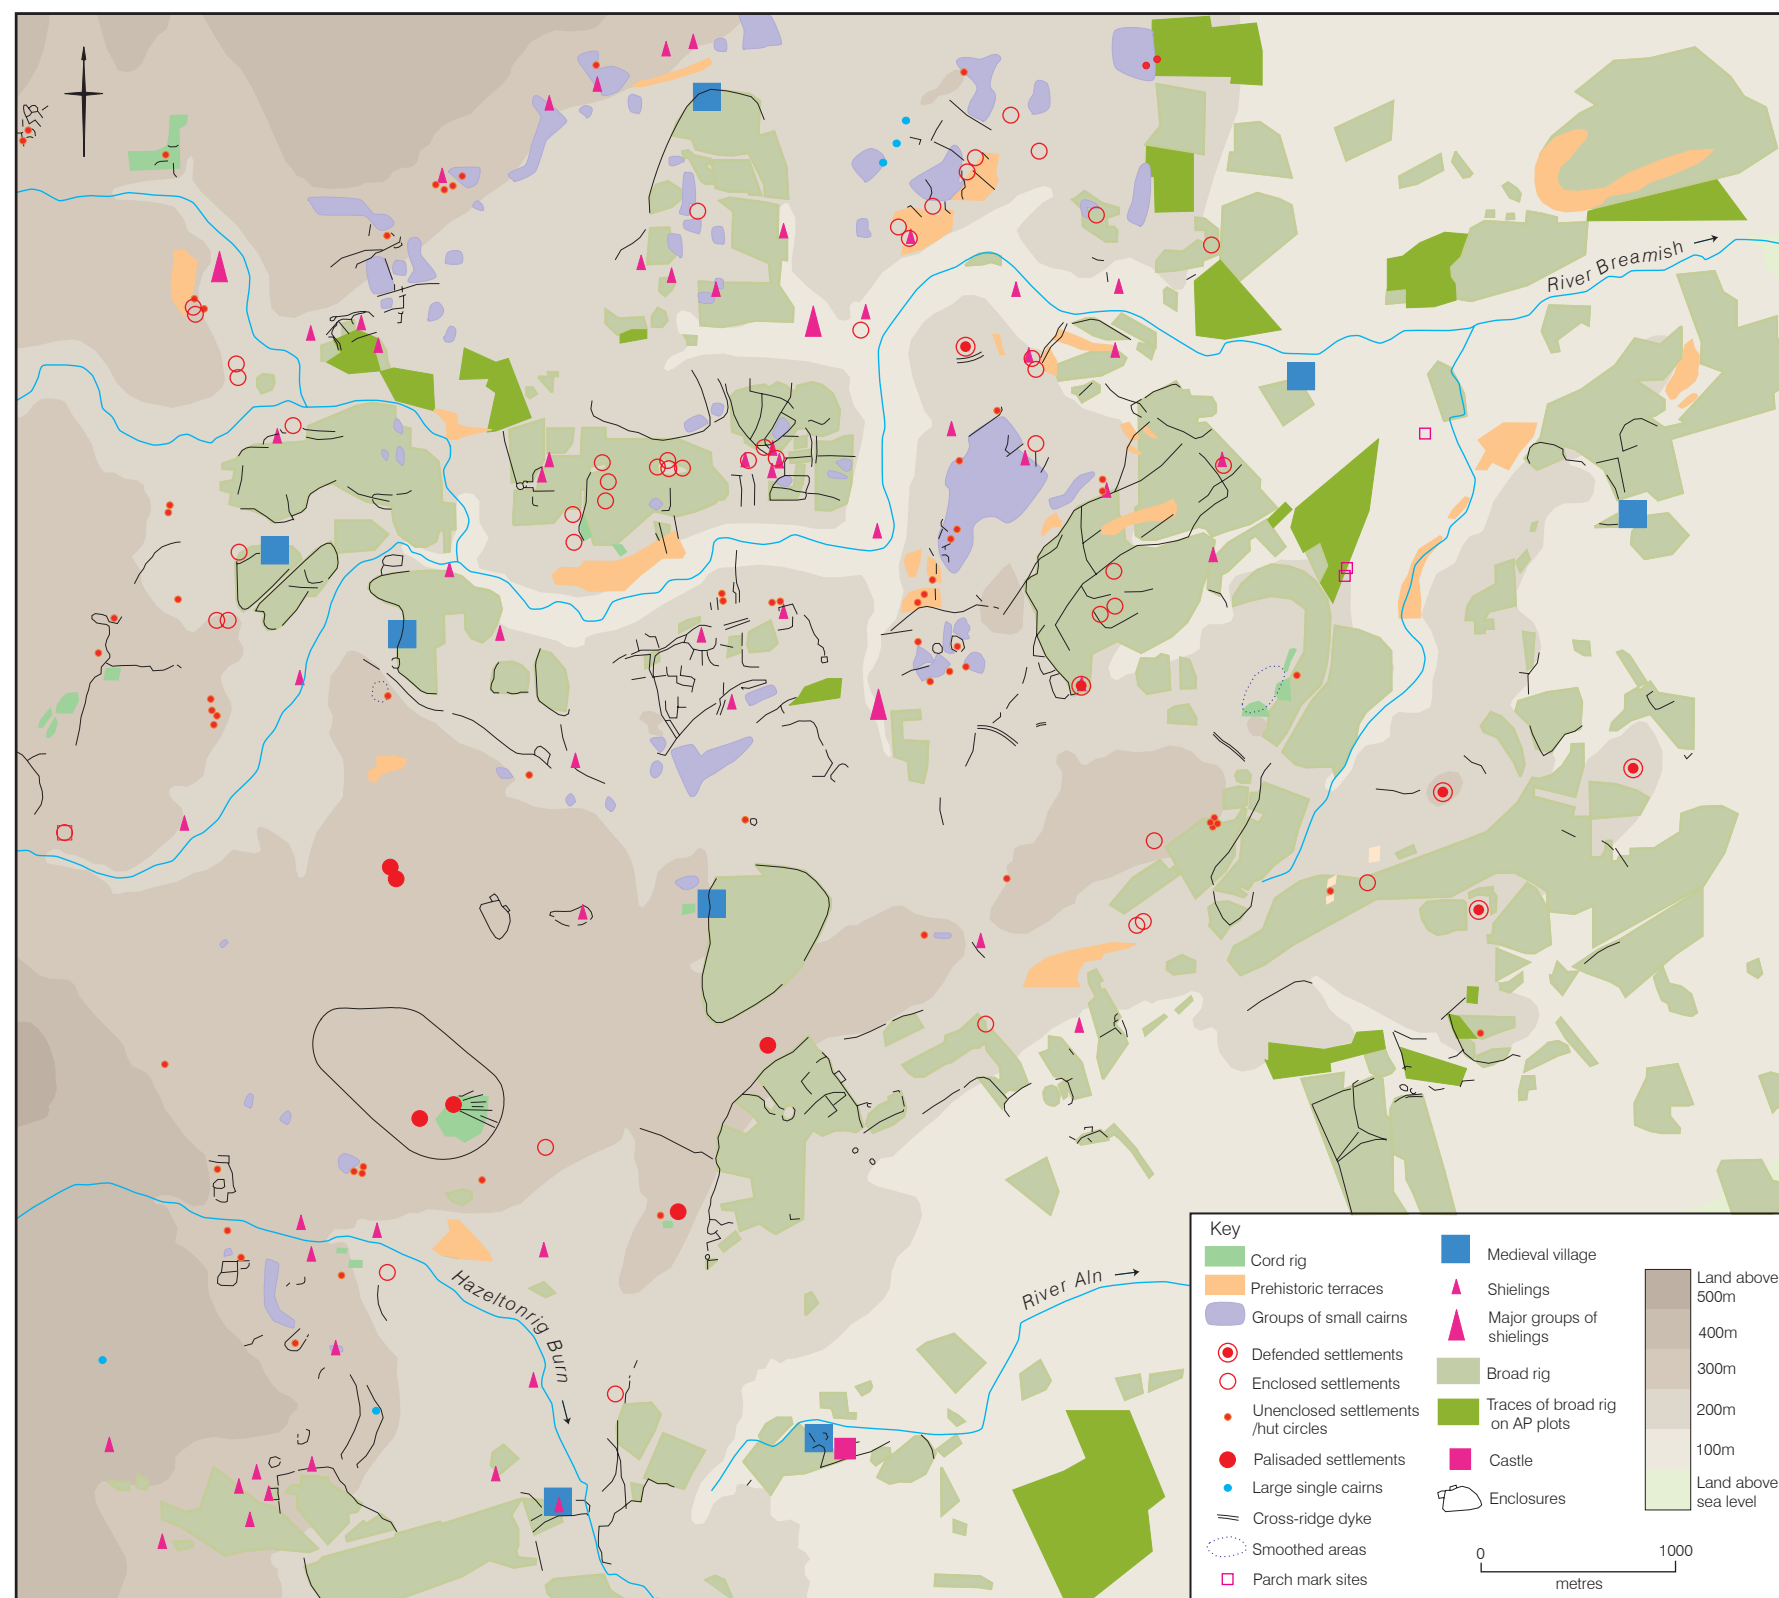 River Breamish
Hazeltonrig Burn
River Aln
Key
Cord rig
Prehistoric terraces
Groups of small cairns
Defended settlements
Enclosed settlements
Unenclosed settlements
/hut circles
Palisaded settlements
Large single cairns
Cross-ridge dyke
Smoothed areas
Parch mark sites
Medieval village
Shielings
Major groups of
shielings
Broad rig
Traces of broad rig
on AP plots
Castle
Enclosures
Land above
500m
400m
300m
200m
100m
Land above
sea level
0 1000
metres